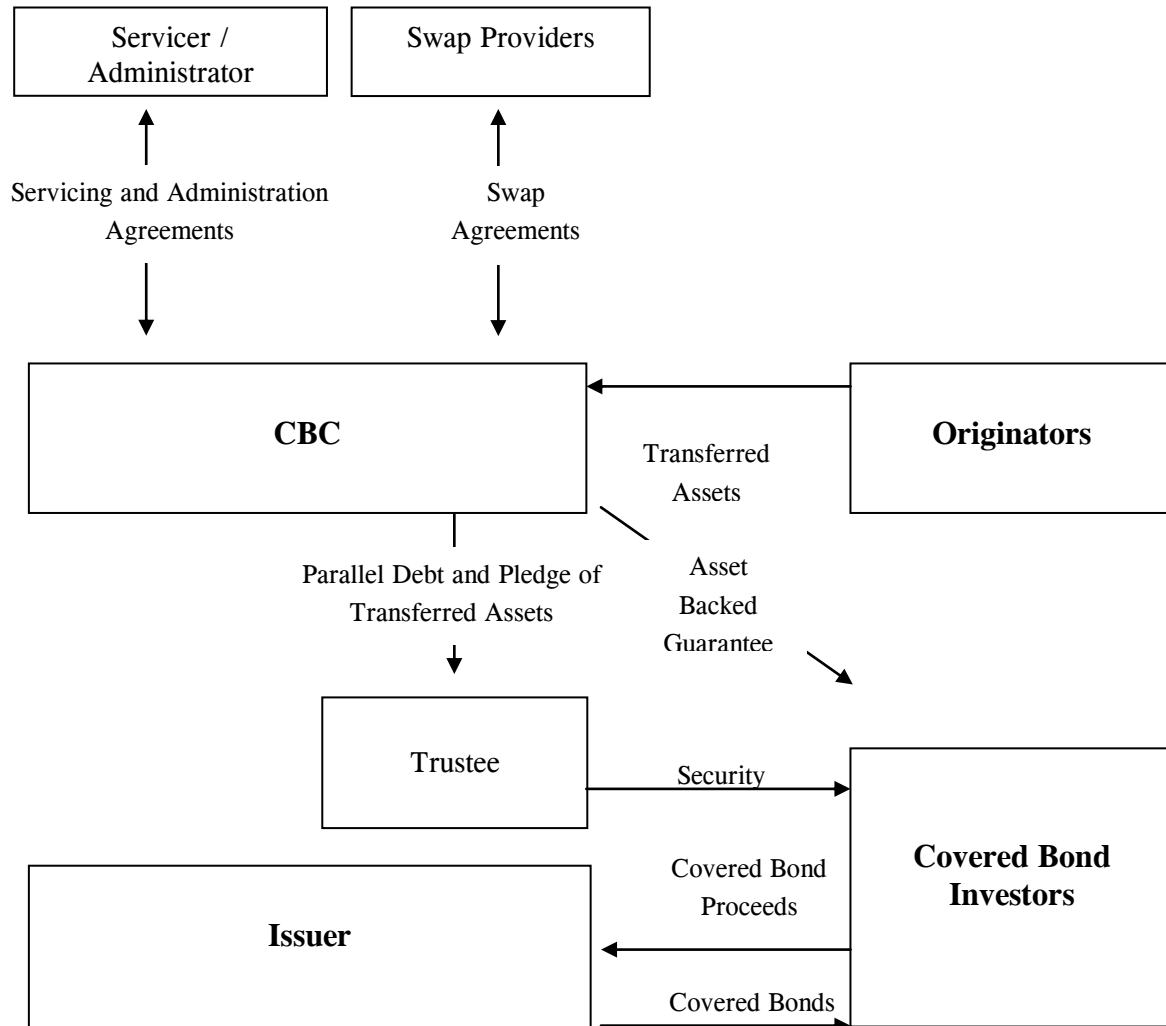 Servicer /
Administrator
Swap Providers
Servicing and Administration
Agreements
Swap
Agreements
CBC
Originators
Transferred
Assets
Parallel Debt and Pledge of
Transferred Assets
Asset
Backed
Guarantee
Trustee
Security
Covered Bond
Investors
Covered Bond
Proceeds
Issuer
Covered Bonds